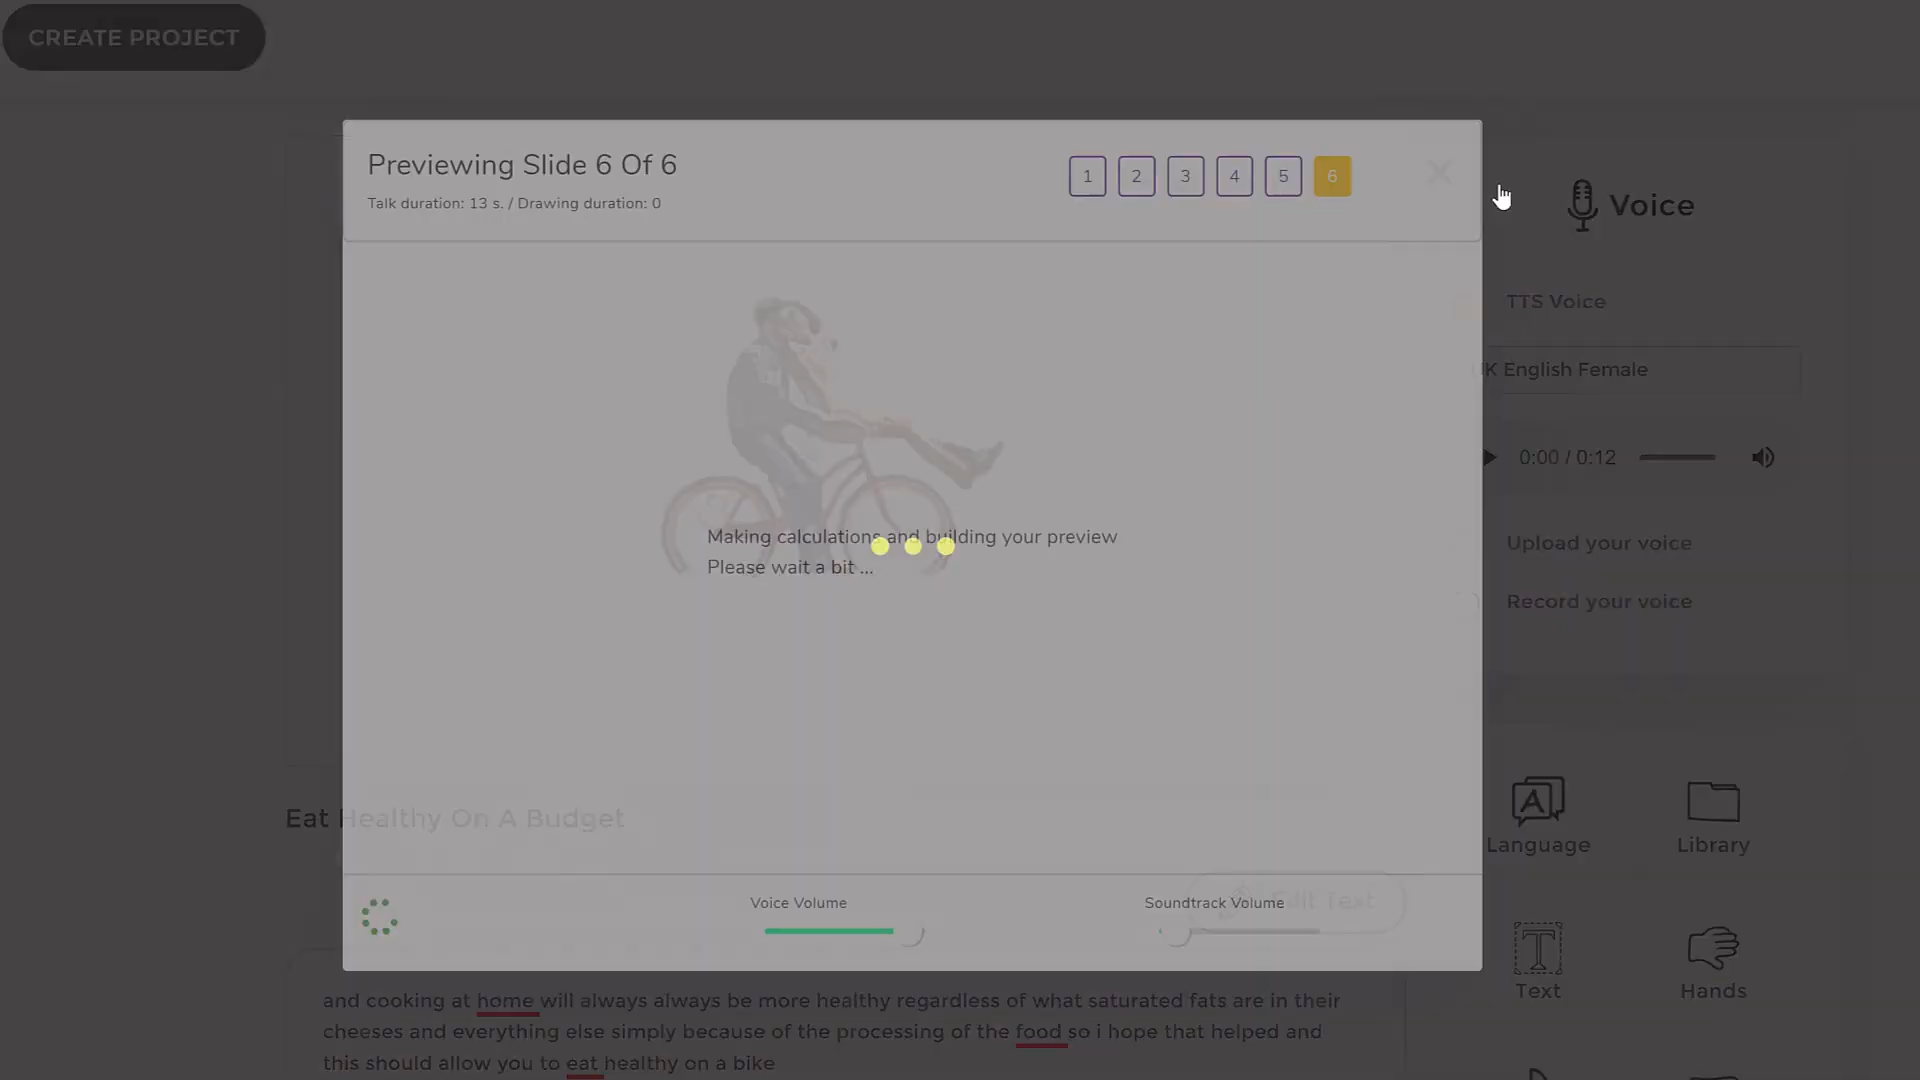 CREATE PROJECT
Previewing Slide 6 Of 6
Talk duration: 13 s. / Drawing duration: 0
1 2 3 4 5 6
X
Voice
TTS Voice
UK English Female
0:00 / 0:12
Making calculations and building your preview
Please wait a bit ...
Upload your voice
Record your voice
Eat Healthy On A Budget
Language
Library
Voice Volume
Soundtrack Volume
Edit Text
Text
Hands
and cooking at home will always always be more healthy regardless of what saturated fats are in their
cheeses and everything else simply because of the processing of the food so i hope that helped and
this should allow you to eat healthy on a bike